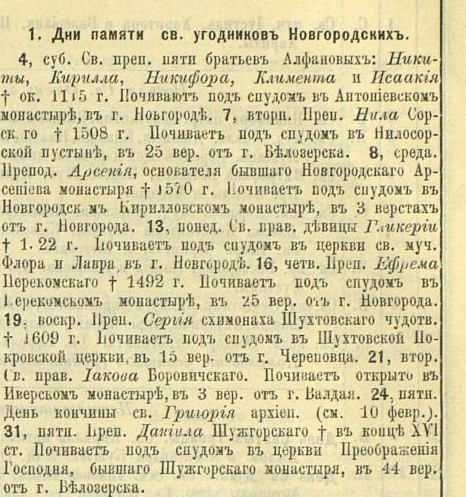 1. Дни памяти св. угодниковъ Новгородскихъ.
4, суб. Св. преп. пяти братьевъ Алфановыхъ: Ники-
ты, Кирилла, Никифора, Климента и Исаакія
† ок. 1115 г. Почиваютъ подъ спудомъ въ Антоніевскомъ
монастырѣ, въ г. Новгородѣ. 7, вторн. Преп. Нила Сор-
ск. го † 1508 г. Почиваетъ подъ спудомъ въ Нилосор-
ской пустынѣ, въ 25 вер. отъ г. Бѣлозерска. 8, среда.
Препод. Арсенія, основателя бывшаго Новгородскаго Ар-
сеніева монастыря † 1570 г. Почиваетъ подъ спудомъ въ
Новгородск мъ Кирилловскомъ монастырѣ, въ 3 верстахъ
отъ г. Новгорода. 13, понед. Св. прав. дѣвицы Гликеріи
† 1. 22 г. Почиваетъ подъ спудомъ въ церкви св. муч.
Флора и Лавра, въ г. Новгородѣ. 16, четв. Преп. Ефрема
Перекомскаго † 1492 г. Почиваетъ подъ спудомъ въ
Перекомскомъ монастырѣ, въ 25 вер. отъ г. Новгорода.
19. воскр. Преп. Сергія схимонаха Шухтовскаго чудотв.
† 1609 г. Почиваетъ подъ спудомъ въ Шухтовской По-
кровской церкви, въ 15 вер. отъ г. Череповца. 21, втор.
Св. прав. Іакова Боровичскаго. Почиваетъ открыто въ
Иверскомъ монастырѣ, въ 3 вер. отъ г. Валдая. 24, пятн.
День кончины св. Григорія архіеп. (см. 10 февр.).
31, пятн. Преп. Даніила Шужгорскаго † въ концѣ XVI
ст. Почиваетъ подъ спудомъ въ церкви Преображенія
Господня, бывшаго Шужгорскаго монастыря, въ 44 вер.
отъ г. Бѣлозерска.